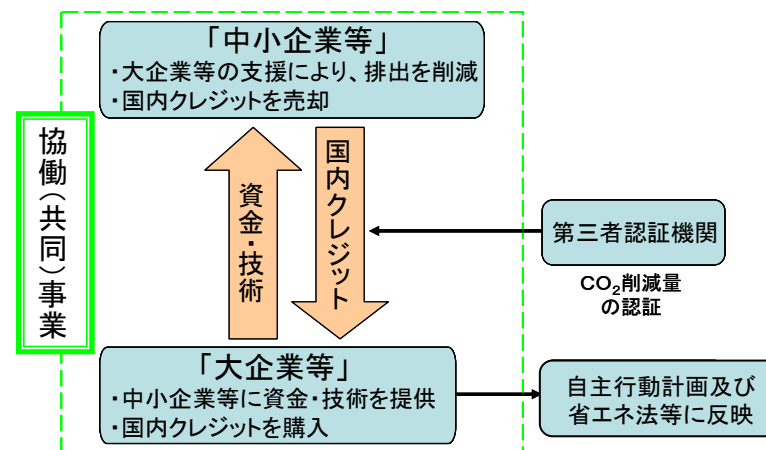 「中小企業等」
・大企業等の支援により、排出を削減
・国内クレジットを売却
協働(共同)事業
資金・技術
国内クレジット
第三者認証機関
CO₂削減量
の認証
「大企業等」
・中小企業等に資金・技術を提供
・国内クレジットを購入
自主行動計画及び
省エネ法等に反映